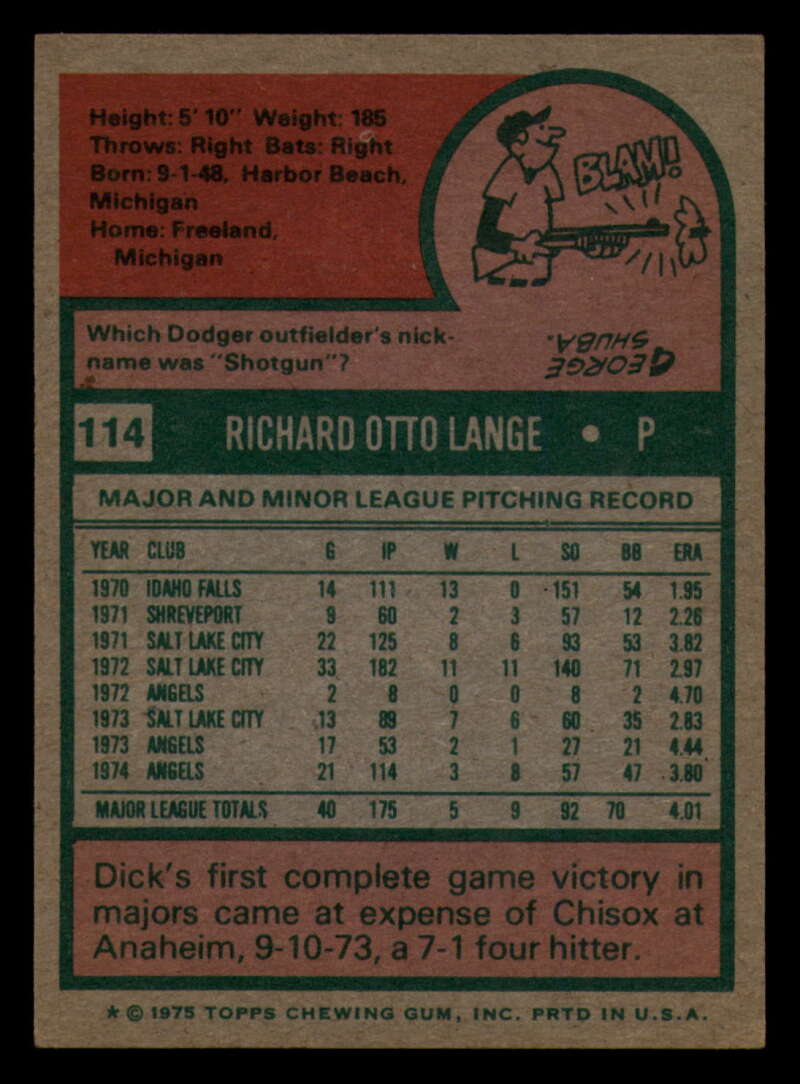 Height: 5' 10" Weight: 185
Throws: Right Bats: Right
Born: 9-1-48, Harbor Beach,
Michigan
Home: Freeland,
Michigan
BLAM!
Which Dodger outfielder's nick-
name was "Shotgun"?
GEORGE
SHUBA.
114 RICHARD OTTO LANGE • P
MAJOR AND MINOR LEAGUE PITCHING RECORD
YEAR CLUB G IP W L SO BB ERA
1970 IDAHO FALLS 14 111 13 0 151 54 1.95
1971 SHREVEPORT 9 60 2 3 57 12 2.26
1971 SALT LAKE CITY 22 125 8 6 93 53 3.82
1972 SALT LAKE CITY 33 182 11 11 140 71 2.97
1972 ANGELS 2 8 0 0 8 2 4.70
1973 SALT LAKE CITY 13 89 7 6 60 35 2.83
1973 ANGELS 17 53 2 1 27 21 4.44
1974 ANGELS 21 114 3 8 57 47 3.80
MAJOR LEAGUE TOTALS 40 175 5 9 92 70 4.01
Dick's first complete game victory in
majors came at expense of Chisox at
Anaheim, 9-10-73, a 7-1 four hitter.
* © 1975 TOPPS CHEWING GUM, INC. PRTD IN U.S.A.